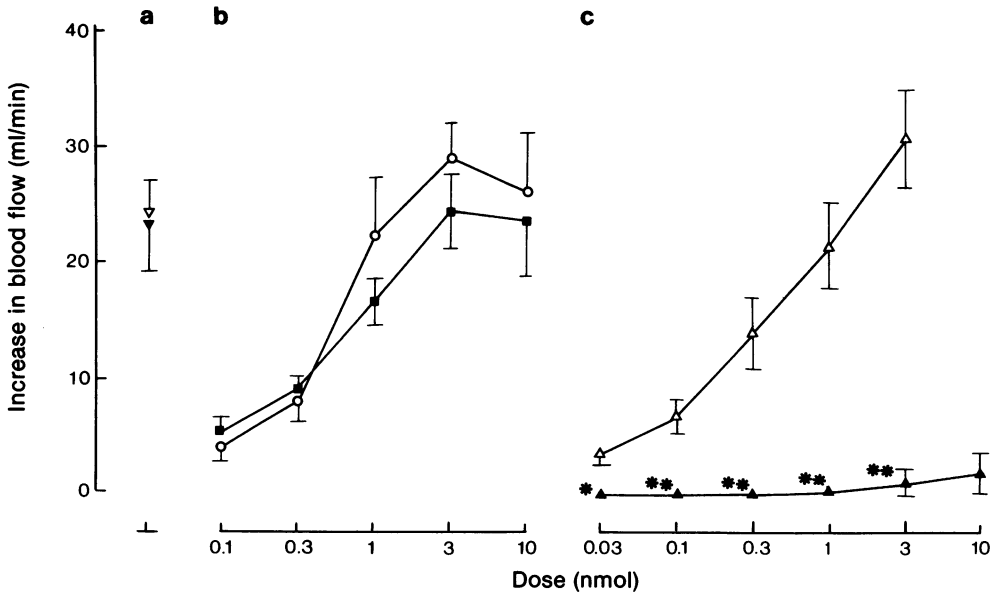 a b c
40
30
20
10
0
Increase in blood flow (ml/min)
* ** ** ** **
0.1 0.3 1 3 10 0.03 0.1 0.3 1 3 10
Dose (nmol)